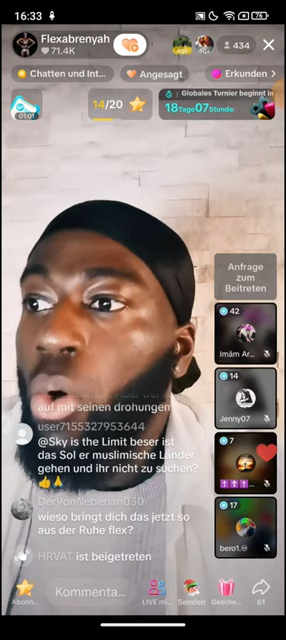 16:33
76
Flexabrenyah
71.4K
434
Chatten und Int...
Angesagt
Erkunden
01:01
14/20
: Globales Turnier beginnt in
18Tage07Stunde
Anfrage
zum
Beitreten
42
Imäm Ar...
14
Jenny07
7
17
bero1.
auf mit seinen drohungen
user7155327953644
@Sky is the Limit beser ist
das Sol er muslimische Länder
gehen und ihr nicht zu suchen?
DerVonNebenan030
wieso bringt dich das jetzt so
aus der Ruhe flex?
HRVAT ist beigetreten
Abonn...
Kommenta...
LIVE mi...
Senden
Gesche...
61